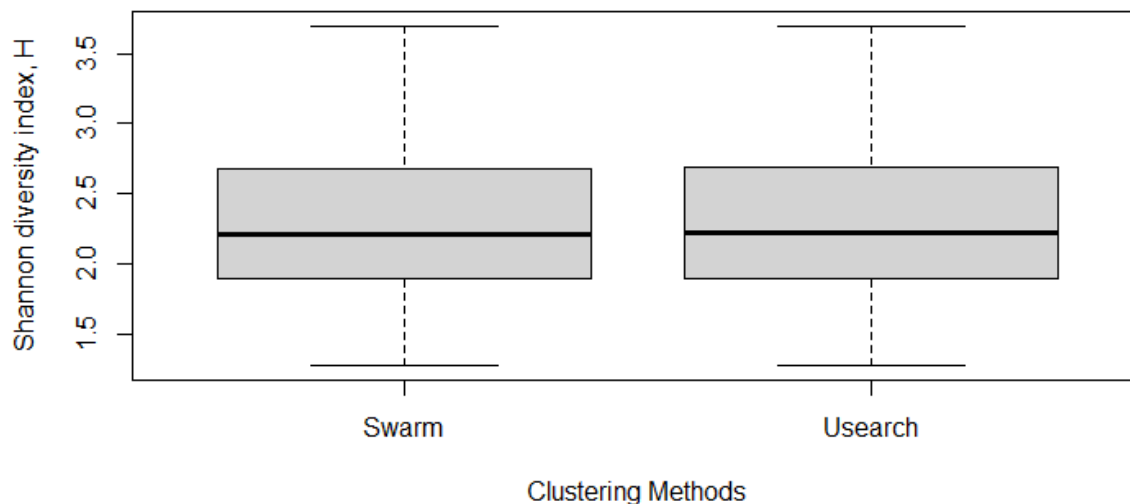 Shannon diversity index, H
3.5
3.0
2.5
2.0
1.5
Swarm
Usearch
Clustering Methods